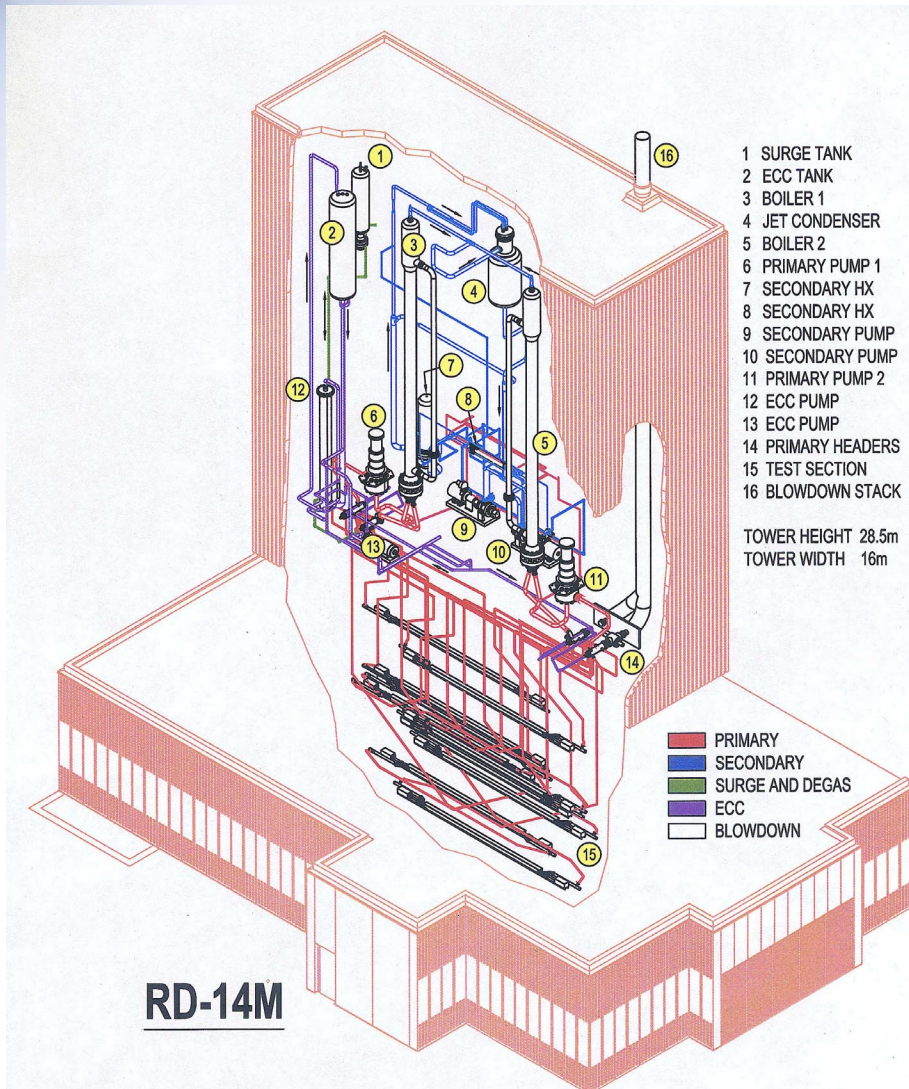 1 SURGE TANK
2 ECC TANK
3 BOILER 1
4 JET CONDENSER
5 BOILER 2
6 PRIMARY PUMP 1
7 SECONDARY HX
8 SECONDARY HX
9 SECONDARY PUMP
10 SECONDARY PUMP
11 PRIMARY PUMP 2
12 ECC PUMP
13 ECC PUMP
14 PRIMARY HEADERS
15 TEST SECTION
16 BLOWDOWN STACK
TOWER HEIGHT 28.5m
TOWER WIDTH 16m
16
1
2
3
4
7
12
6
8
5
9
10
13
11
14
PRIMARY
SECONDARY
SURGE AND DEGAS
ECC
BLOWDOWN
15
RD-14M